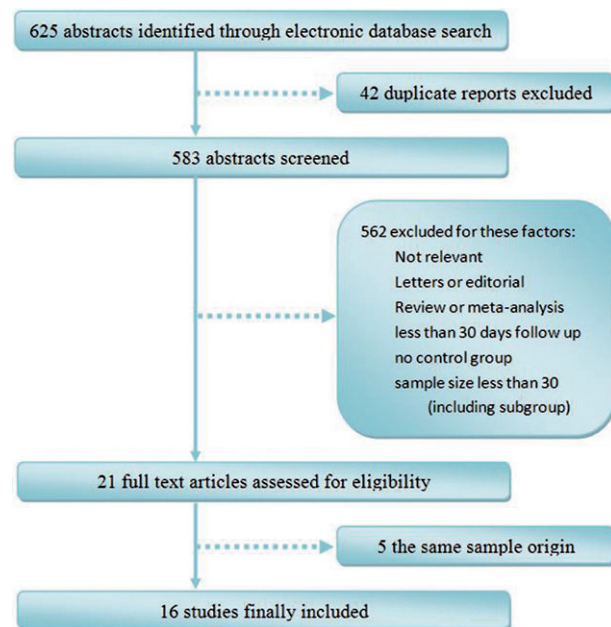 625 abstracts identified through electronic database search
42 duplicate reports excluded
583 abstracts screened
562 excluded for these factors:
Not relevant
Letters or editorial
Review or meta-analysis
less than 30 days follow up
no control group
sample size less than 30
(including subgroup)
21 full text articles assessed for eligibility
5 the same sample origin
16 studies finally included